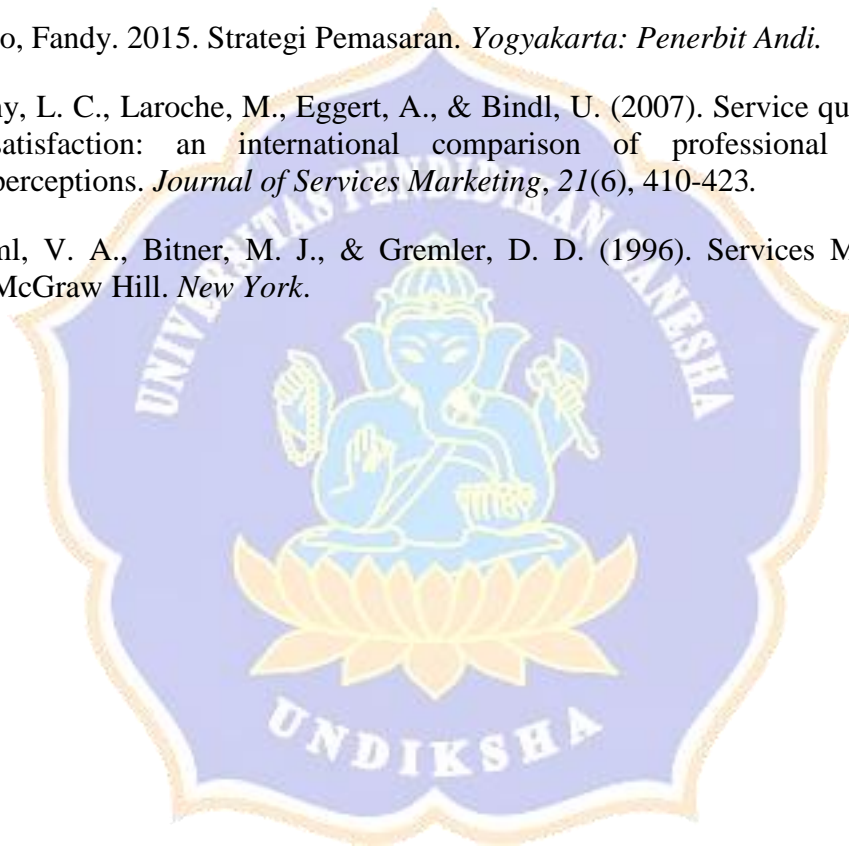 o, Fandy. 2015. Strategi Pemasaran. Yogyakarta: Penerbit Andi.
y, L. C., Laroche, M., Eggert, A., & Bindl, U. (2007). Service qu
satisfaction: an international comparison of professional
perceptions. Journal of Services Marketing, 21(6), 410-423.
ml, V. A., Bitner, M. J., & Gremler, D. D. (1996). Services M
McGraw Hill. New York.
UNIVERSITAS PENDIDIKAN GANESHA
UNDIKSHA